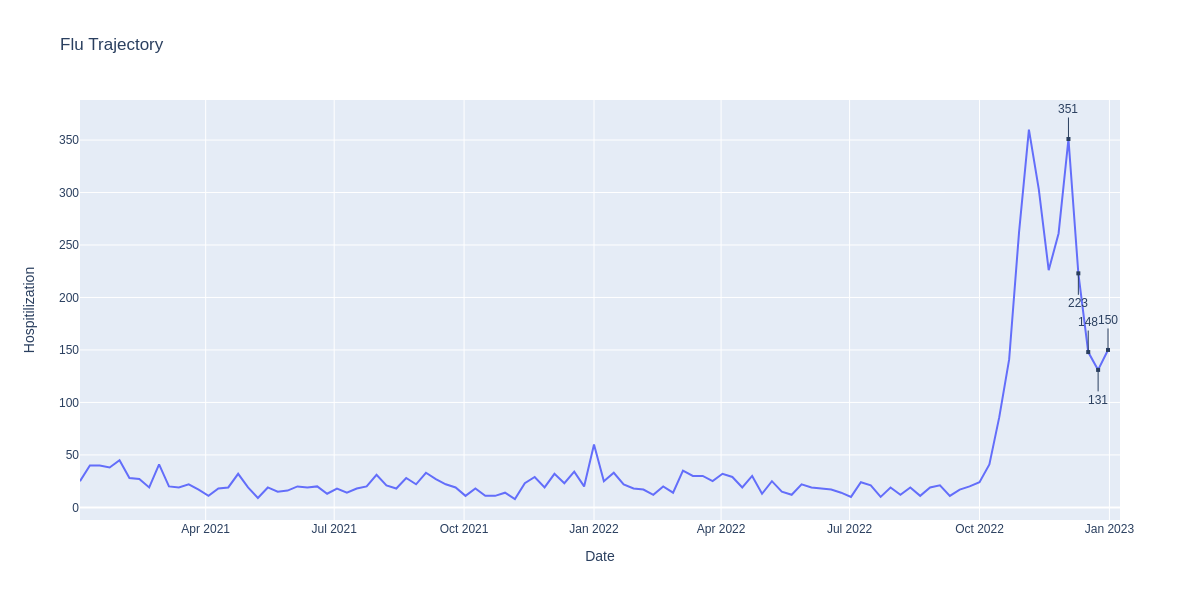 Flu Trajectory
351
350
300
250
223
200
148
150
150
131
100
50
0
Hospitilization
Apr 2021
Jul 2021
Oct 2021
Jan 2022
Apr 2022
Jul 2022
Oct 2022
Jan 2023
Date